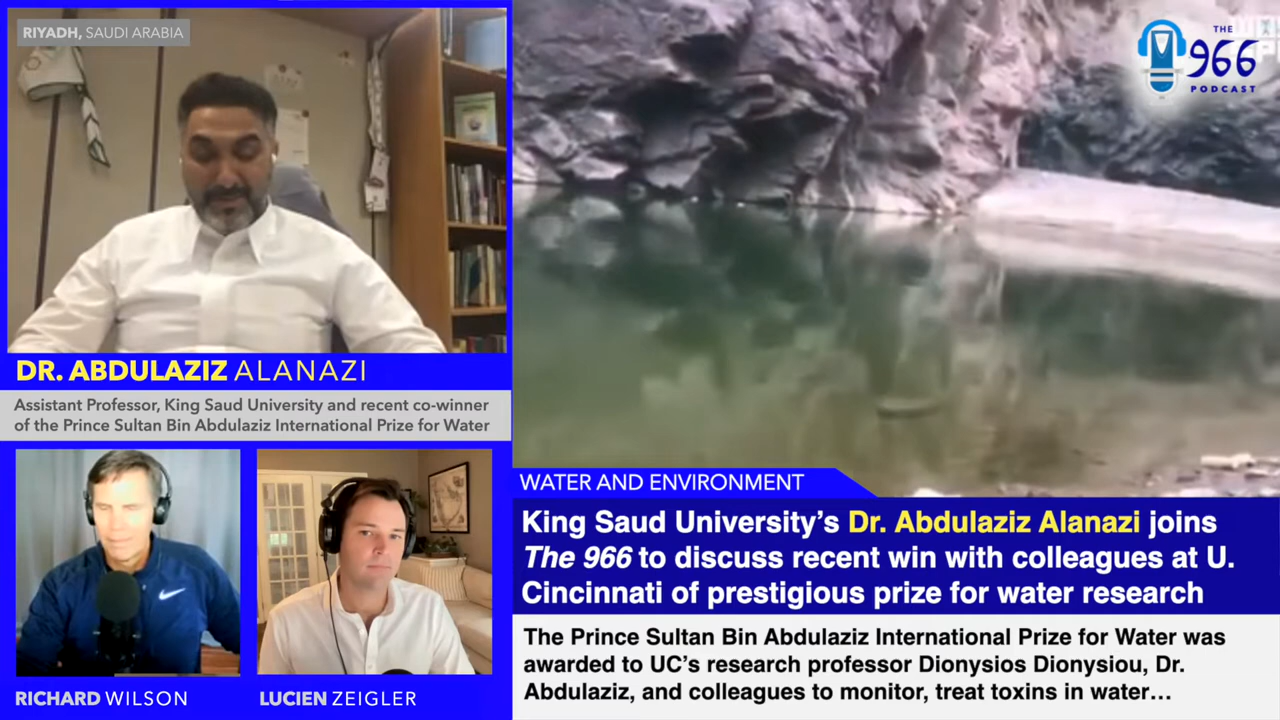 RIYADH, SAUDI ARABIA
THE
966
PODCAST
DR. ABDULAZIZ ALANAZI
Assistant Professor, King Saud University and recent co-winner
of the Prince Sultan Bin Abdulaziz International Prize for Water
RICHARD WILSON
LUCIEN ZEIGLER
WATER AND ENVIRONMENT
King Saud University's Dr. Abdulaziz Alanazi joins
The 966 to discuss recent win with colleagues at U.
Cincinnati of prestigious prize for water research
The Prince Sultan Bin Abdulaziz International Prize for Water was
awarded to UC's research professor Dionysios Dionysiou, Dr.
Abdulaziz, and colleagues to monitor, treat toxins in water...